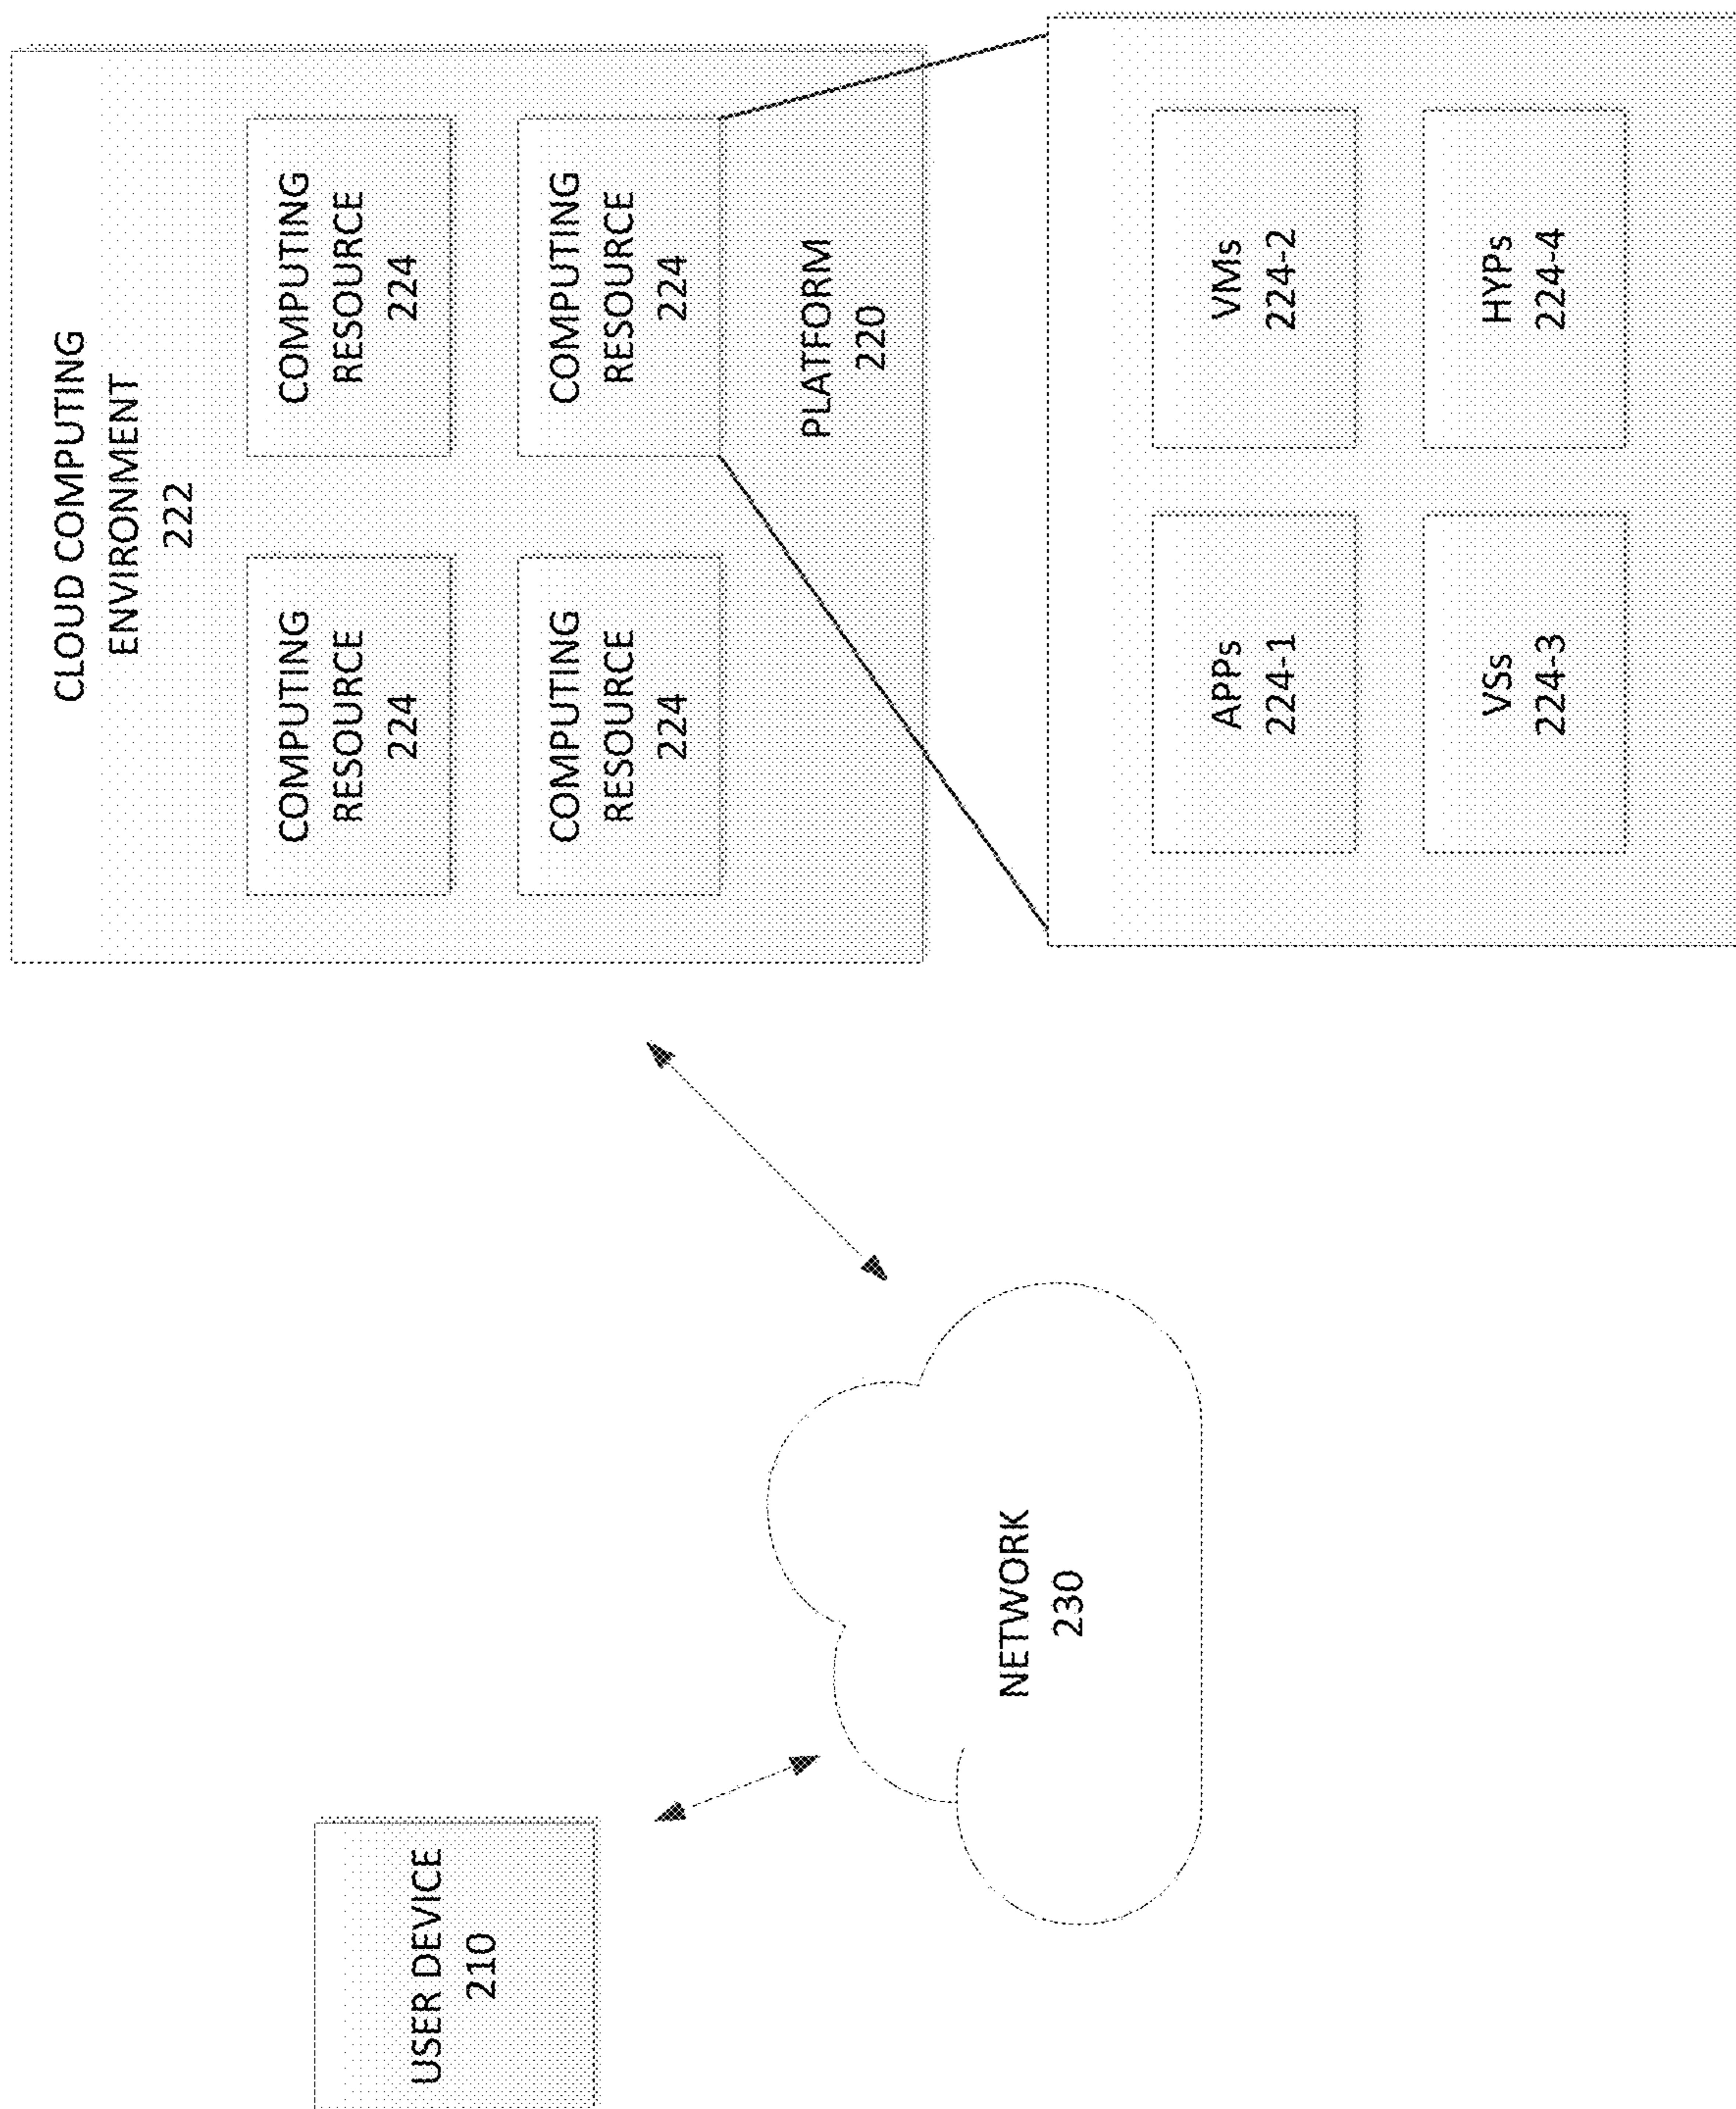 CLOUD COMPUTING
ENVIRONMENT
222
COMPUTING
RESOURCE
224
COMPUTING
RESOURCE
224
COMPUTING
RESOURCE
224
COMPUTING
RESOURCE
224
PLATFORM
220
APPs
224-1
VMs
224-2
VSs
224-3
HYPs
224-4
USER DEVICE
210
NETWORK
230